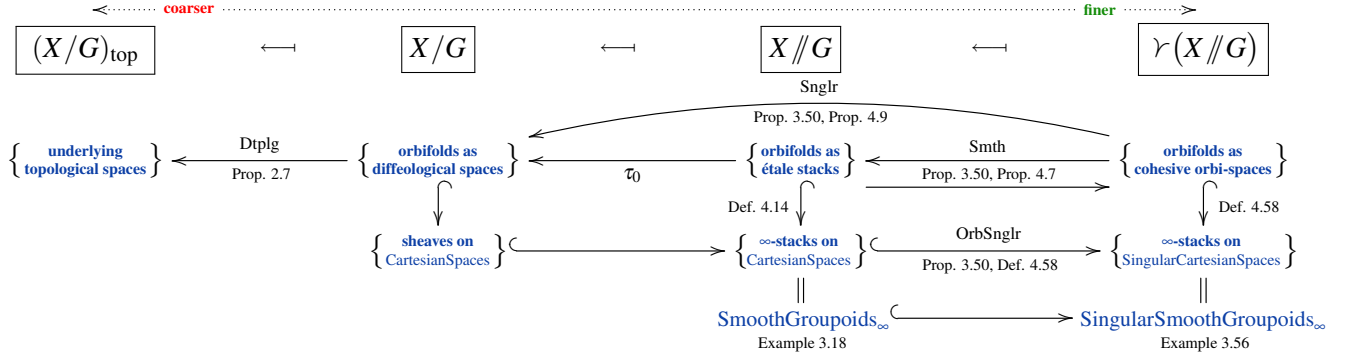 coarser finer
(X/G)top ⟻ X/G ⟻ X⫽G ⟻ ⋎(X⫽G)
Snglr
Prop. 3.50, Prop. 4.9
Dtplg Smth
{ underlying topological spaces } { orbifolds as diffeological spaces } { orbifolds as étale stacks } { orbifolds as cohesive orbi-spaces }
Prop. 2.7 τ0 Prop. 3.50, Prop. 4.7
Def. 4.14 Def. 4.58
OrbSnglr
{ sheaves on CartesianSpaces } { ∞-stacks on CartesianSpaces } { ∞-stacks on SingularCartesianSpaces }
Prop. 3.50, Def. 4.58
SmoothGroupoids∞ SingularSmoothGroupoids∞
Example 3.18 Example 3.56